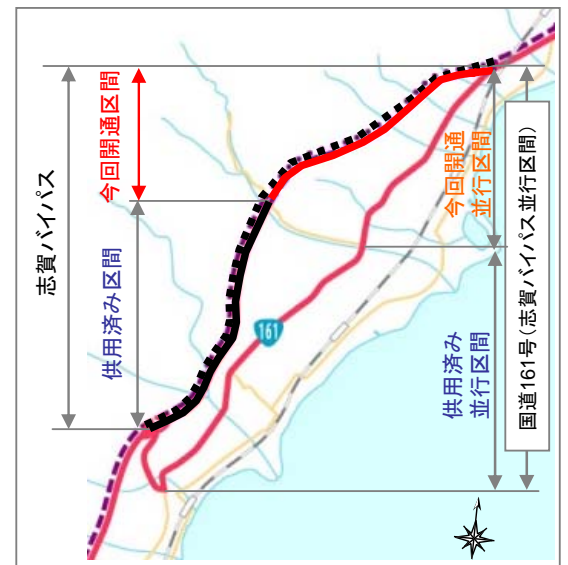 志賀バイパス
今回開通区間
供用済み区間
161
今回開通
並行区間
供用済み
並行区間
国道161号(志賀バイパス並行区間)